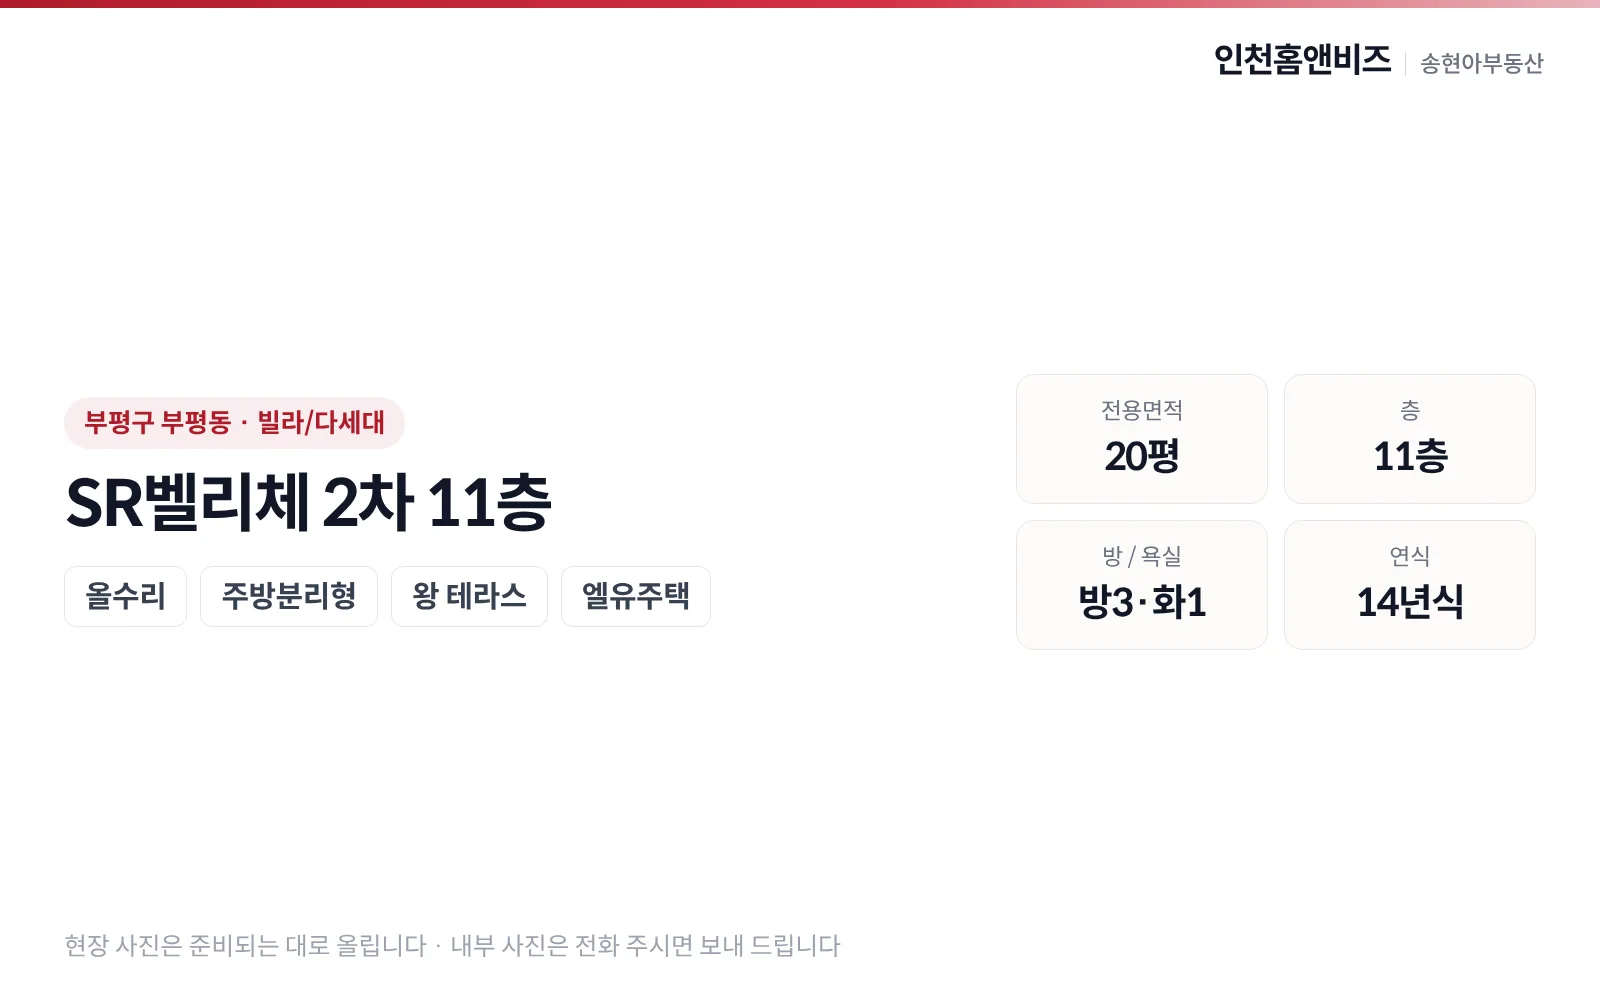 인천홈앤비즈 송현아부동산
부평구 부평동 · 빌라/다세대
SR벨리체 2차 11층
올수리 주방분리형 왕 테라스 엘유주택
전용면적
20평
층
11층
방 / 욕실
방3·화1
연식
14년식
현장 사진은 준비되는 대로 올립니다 · 내부 사진은 전화 주시면 보내 드립니다